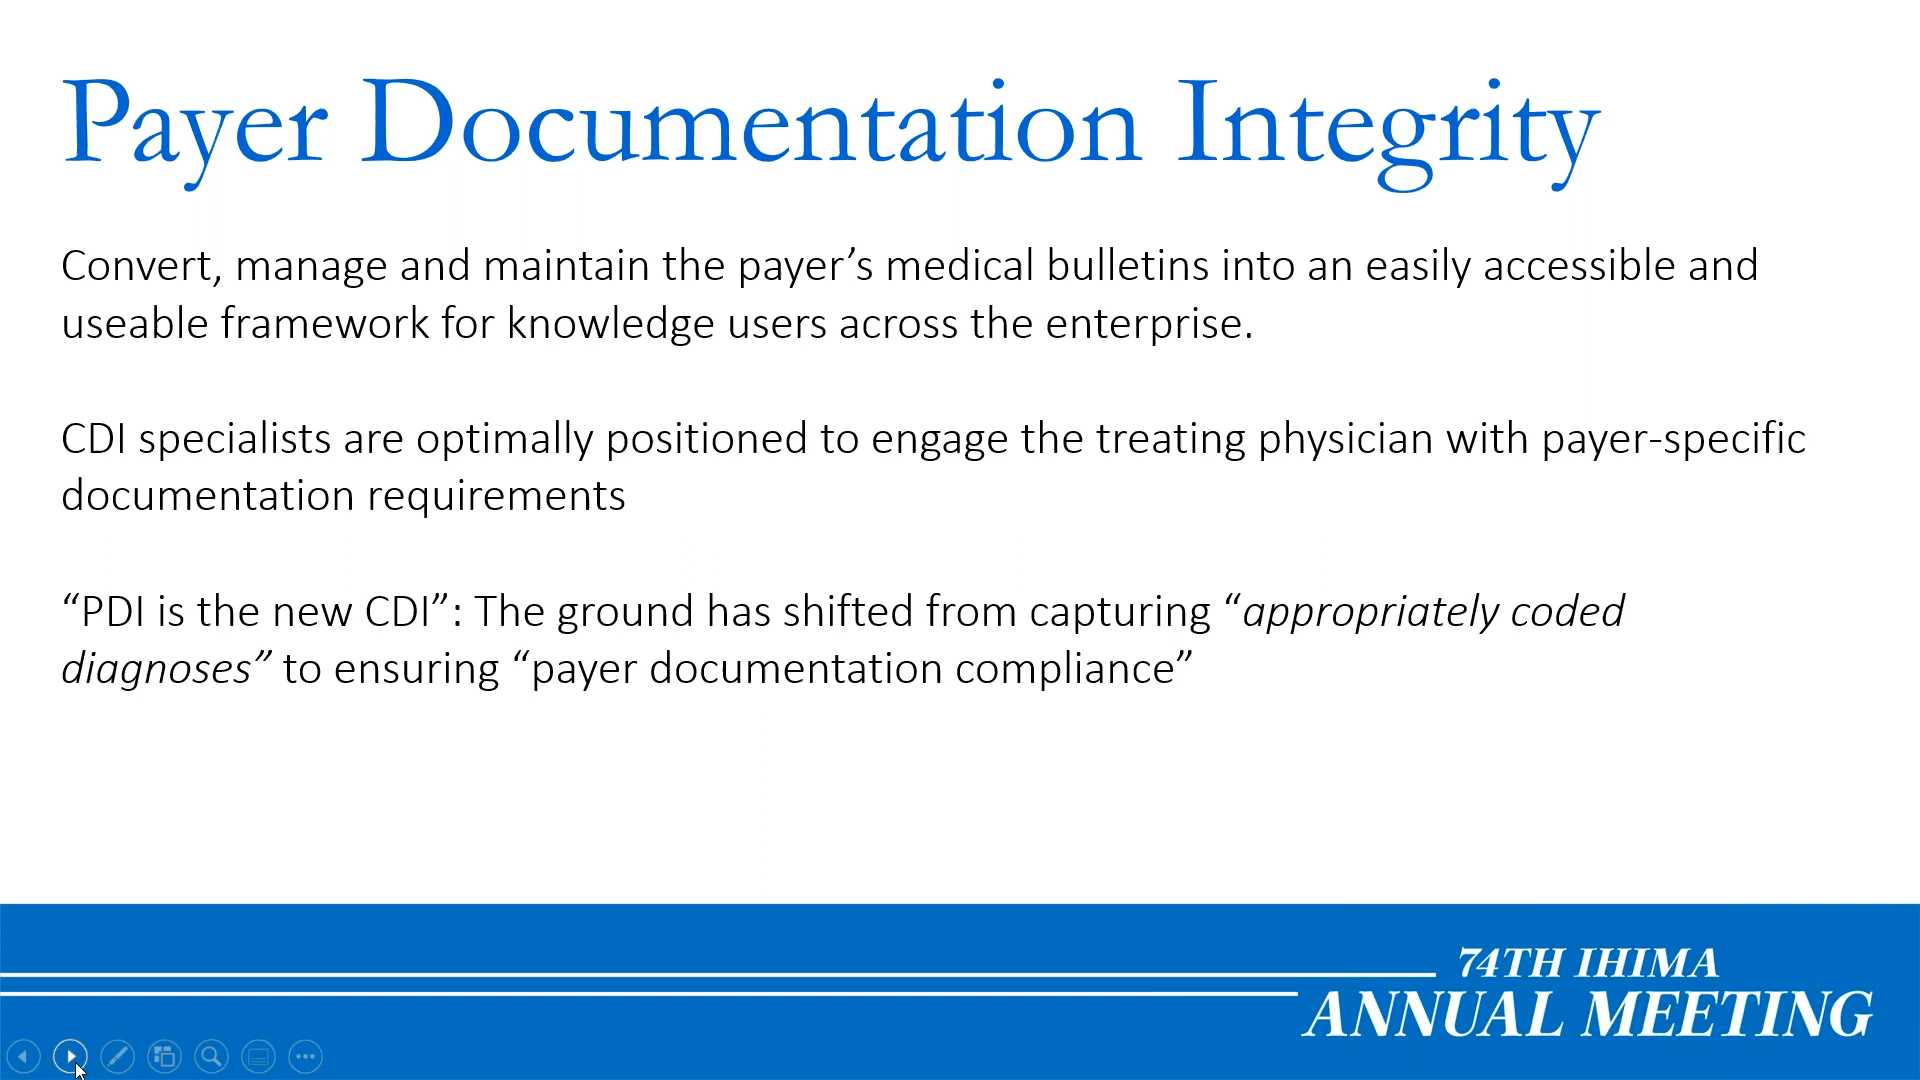 Payer Documentation Integrity
Convert, manage and maintain the payer’s medical bulletins into an easily accessible and
useable framework for knowledge users across the enterprise.
CDI specialists are optimally positioned to engage the treating physician with payer-specific
documentation requirements
“PDI is the new CDI”: The ground has shifted from capturing “appropriately coded
diagnoses” to ensuring “payer documentation compliance”
74TH IHIMA
ANNUAL MEETING